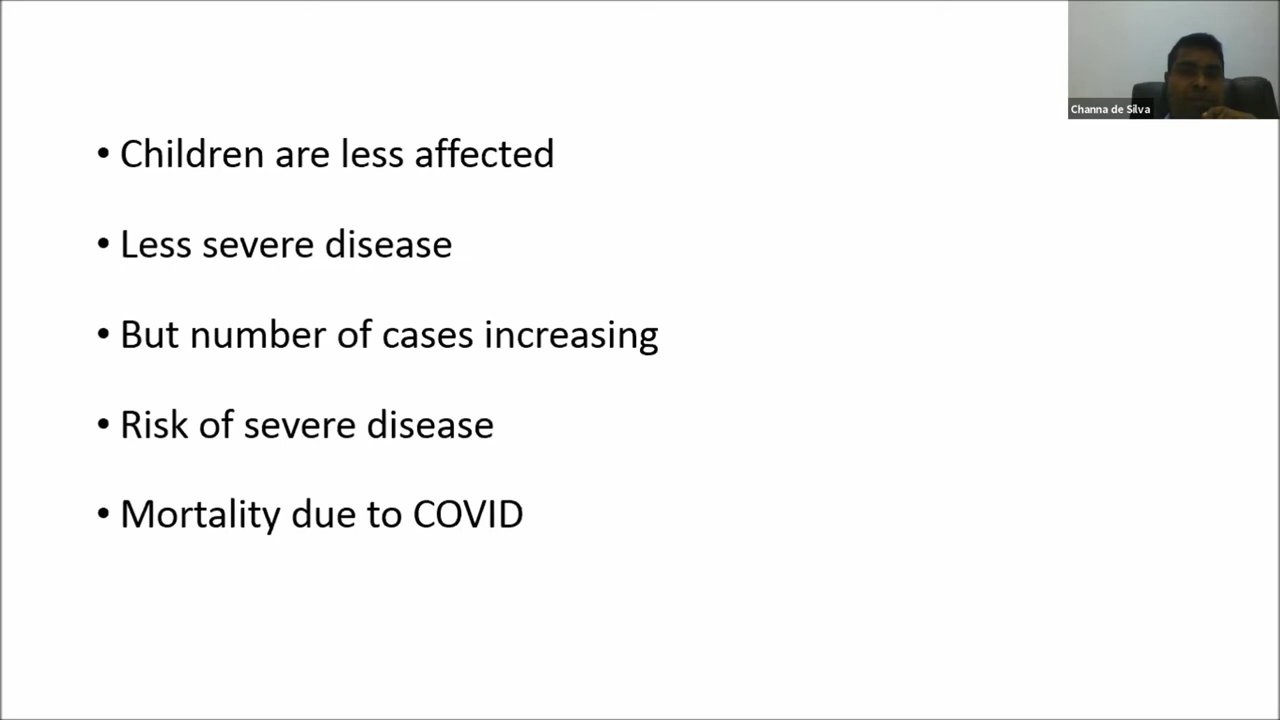 Channa de Silva
• Children are less affected
• Less severe disease
• But number of cases increasing
• Risk of severe disease
• Mortality due to COVID